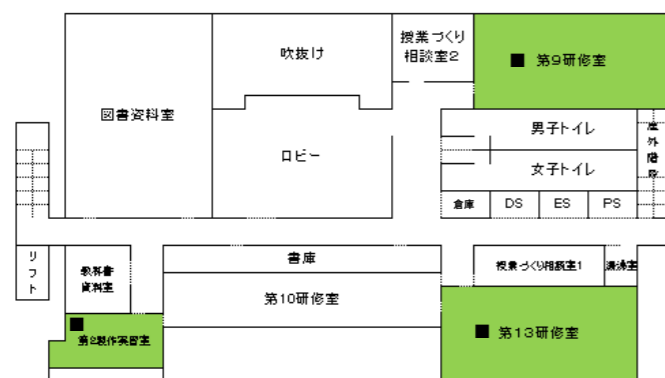 吹抜け
授業づくり
相談室2
■ 第9研修室
図書資料室
ロビー
男子トイレ
女子トイレ
屋外階段
倉庫
DS
ES
PS
リフト
教科書
資料室
書庫
授業づくり相談室1
湯沸室
第10研修室
■
第2製作実習室
■ 第13研修室